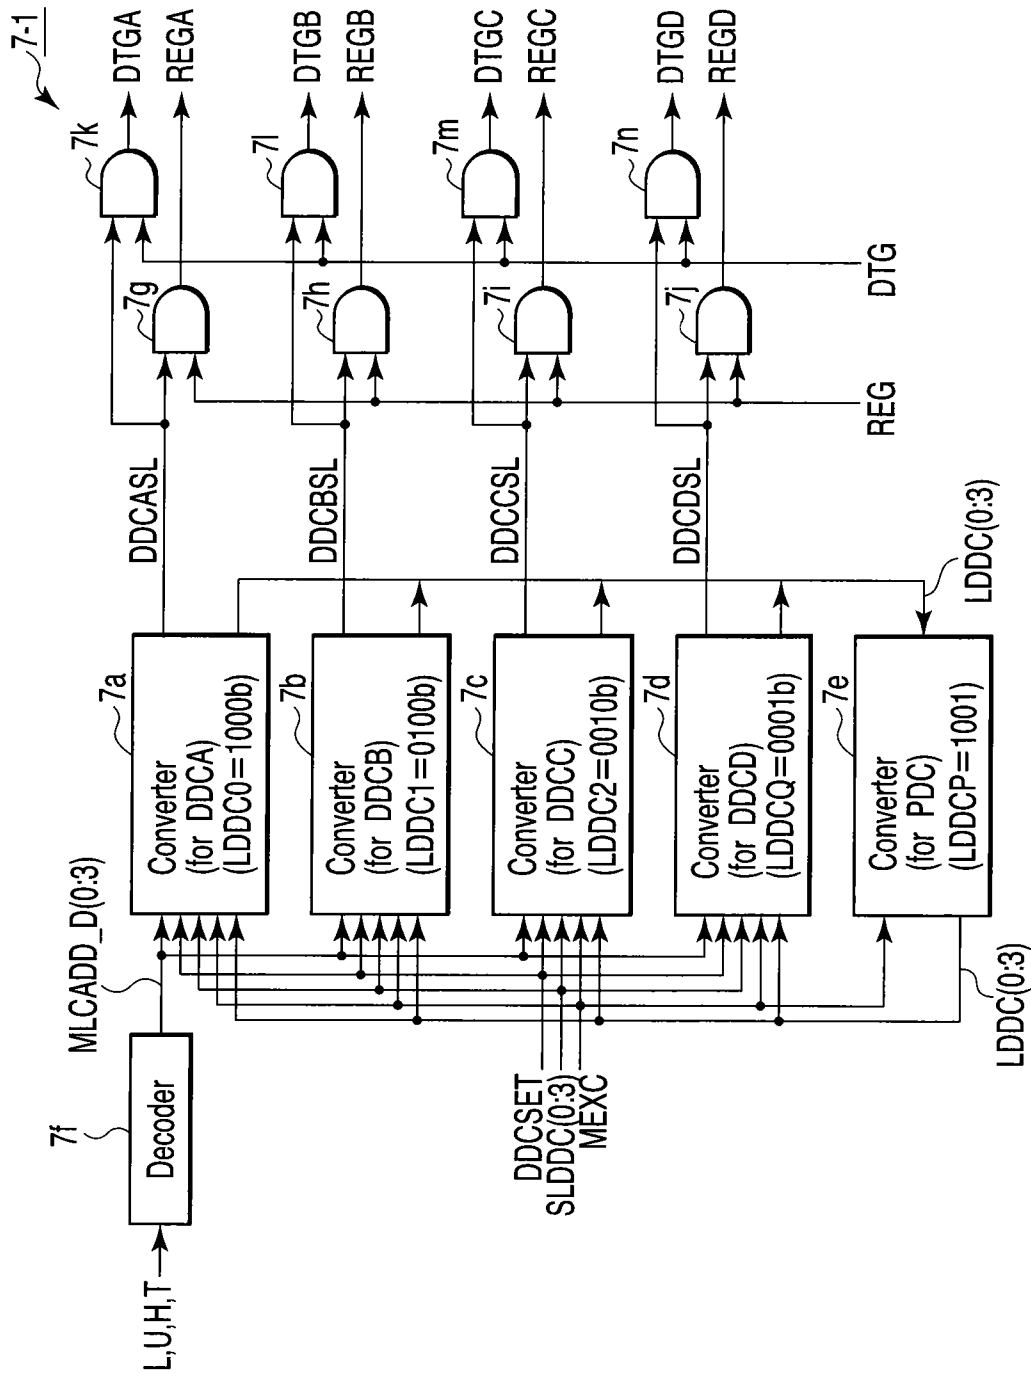 7-1
L,U,H,T
7f
Decoder
MLCADD_D(0:3)
DDCSET
SLDDC(0:3)
MEXC
7a
Converter
(for DDCA)
(LDDC0=1000b)
7b
Converter
(for DDCB)
(LDDC1=0100b)
7c
Converter
(for DDCC)
(LDDC2=0010b)
7d
Converter
(for DDCD)
(LDDCQ=0001b)
7e
Converter
(for PDC)
(LDDCP=1001)
LDDC(0:3)
LDDC(0:3)
DDCASL
DDCBSL
DDCCSL
DDCDSL
REG
DTG
7g
7h
7i
7j
7k
7l
7m
7n
DTGA
REGA
DTGB
REGB
DTGC
REGC
DTGD
REGD